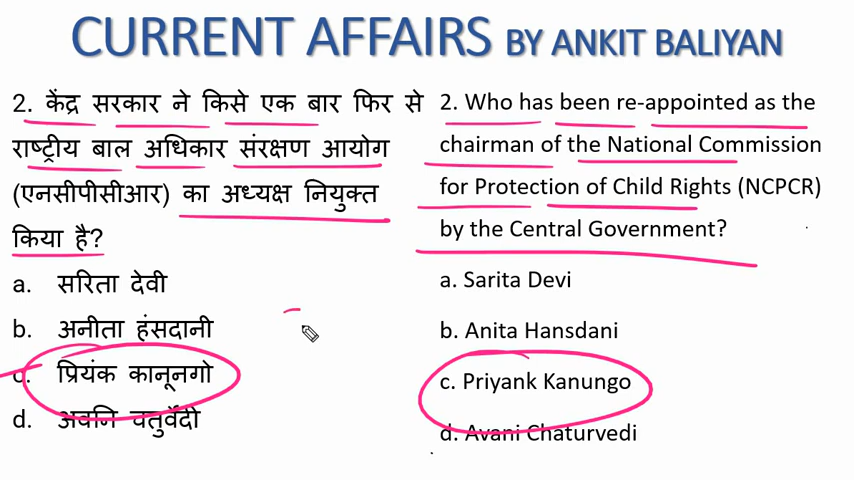 CURRENT AFFAIRS BY ANKIT BALIYAN
2. केंद्र सरकार ने किसे एक बार फिर से
राष्ट्रीय बाल अधिकार संरक्षण आयोग
(एनसीपीसीआर) का अध्यक्ष नियुक्त
किया है?
a. सरिता देवी
b. अनीता हंसदानी
c. प्रियंक कानूनगो
d. अवनि चतुर्वेदी
2. Who has been re-appointed as the
chairman of the National Commission
for Protection of Child Rights (NCPCR)
by the Central Government?
a. Sarita Devi
b. Anita Hansdani
c. Priyank Kanungo
d. Avani Chaturvedi